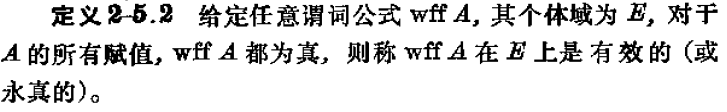 定义2-5.2 给定任意谓词公式 wff A, 其个体域为 E, 对于
A 的所有赋值, wff A 都为真, 则称 wff A 在 E 上是有效的 (或
永真的)。